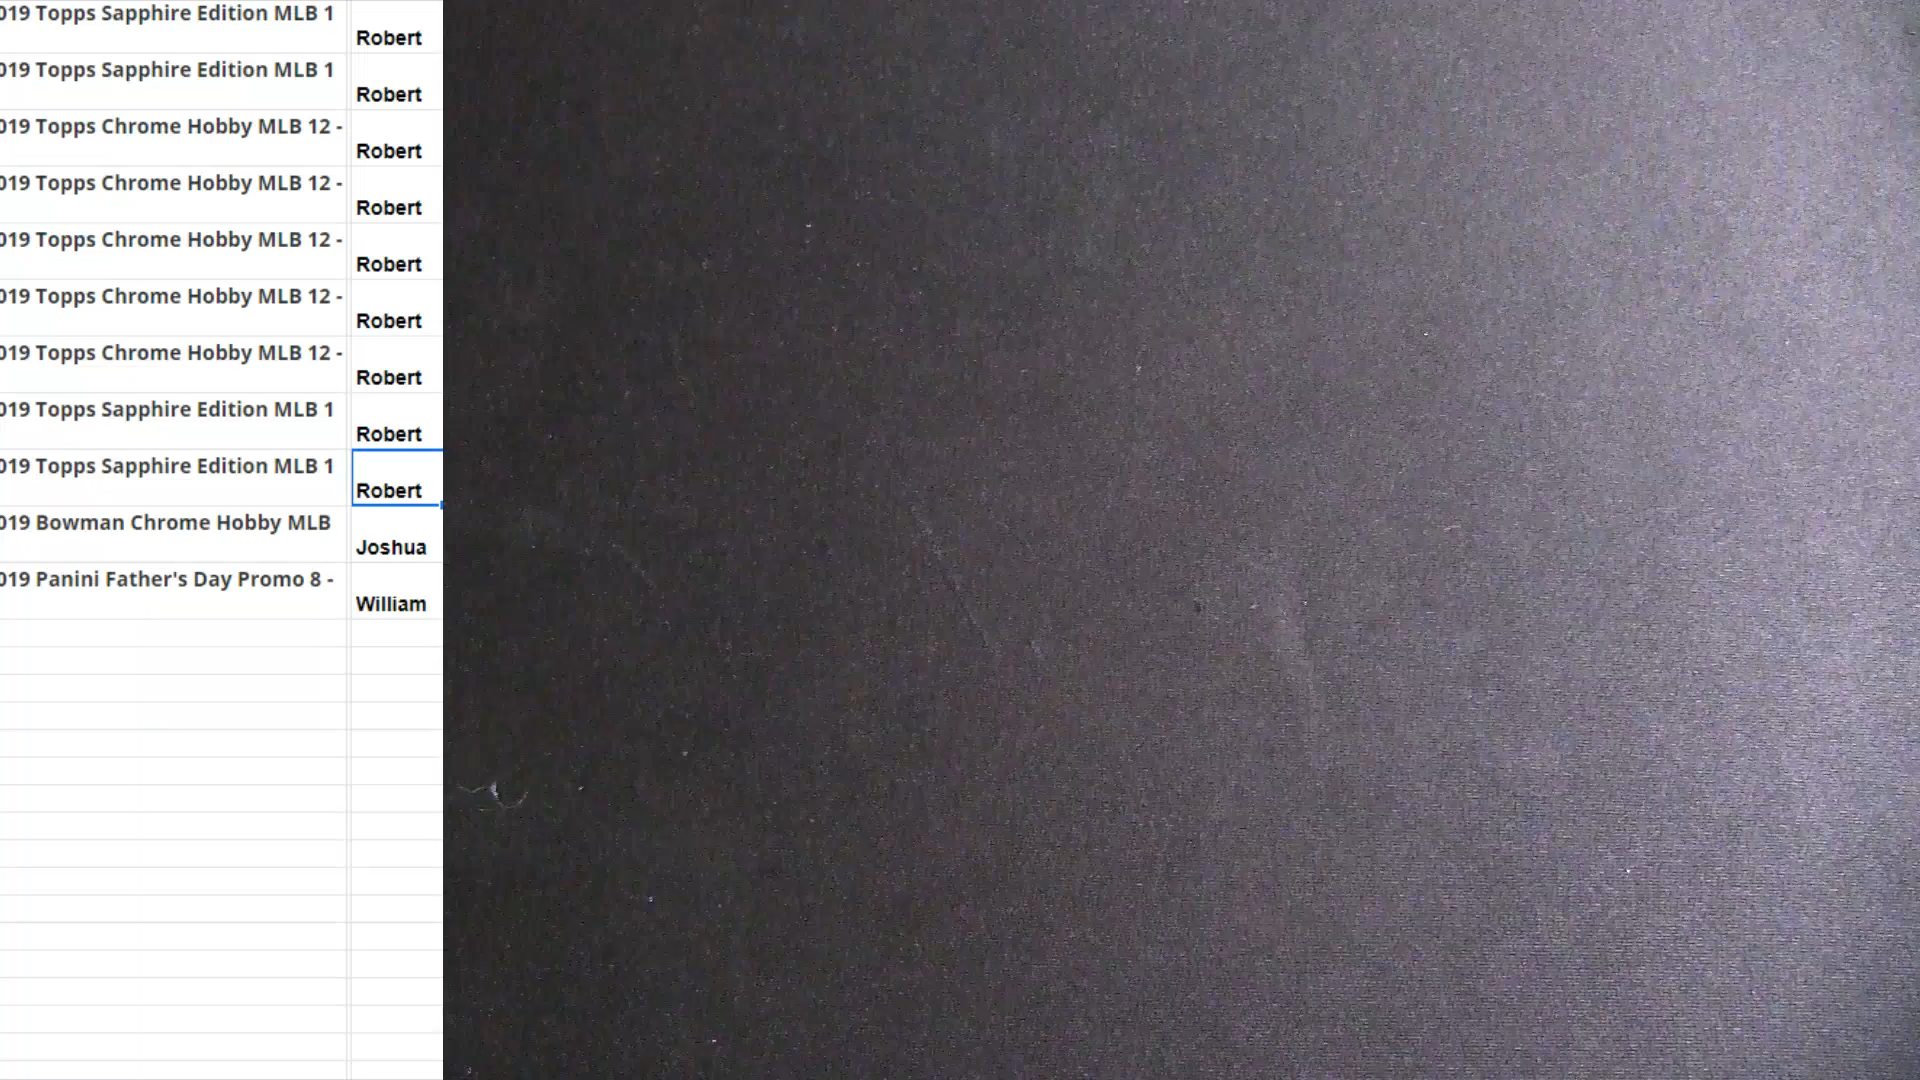 019 Topps Sapphire Edition MLB 1
Robert
019 Topps Sapphire Edition MLB 1
Robert
019 Topps Chrome Hobby MLB 12 -
Robert
019 Topps Chrome Hobby MLB 12 -
Robert
019 Topps Chrome Hobby MLB 12 -
Robert
019 Topps Chrome Hobby MLB 12 -
Robert
019 Topps Chrome Hobby MLB 12 -
Robert
019 Topps Sapphire Edition MLB 1
Robert
019 Topps Sapphire Edition MLB 1
Robert
019 Bowman Chrome Hobby MLB
Joshua
019 Panini Father's Day Promo 8 -
William